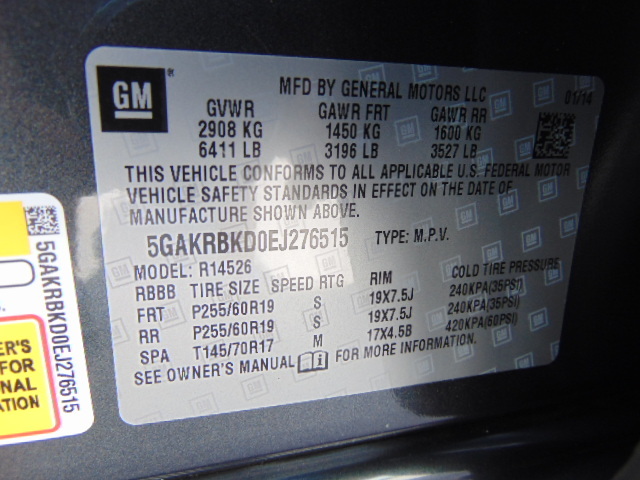 GM
MFD BY GENERAL MOTORS LLC 01/14
GVWR GAWR FRT GAWR RR
2908 KG 1450 KG 1600 KG
6411 LB 3196 LB 3527 LB
THIS VEHICLE CONFORMS TO ALL APPLICABLE U.S. FEDERAL MOTOR
VEHICLE SAFETY STANDARDS IN EFFECT ON THE DATE OF
MANUFACTURE SHOWN ABOVE.
5GAKRBKD0EJ276515 TYPE: M.P.V.
MODEL: R14526
RBBB TIRE SIZE SPEED RTG RIM COLD TIRE PRESSURE
FRT P255/60R19 S 19X7.5J 240KPA(35PSI)
RR P255/60R19 S 19X7.5J 240KPA(35PSI)
SPA T145/70R17 M 17X4.5B 420KPA(60PSI)
SEE OWNER'S MANUAL FOR MORE INFORMATION.
5GAKRBKD0EJ276515
ER'S
FOR
NAL
TION